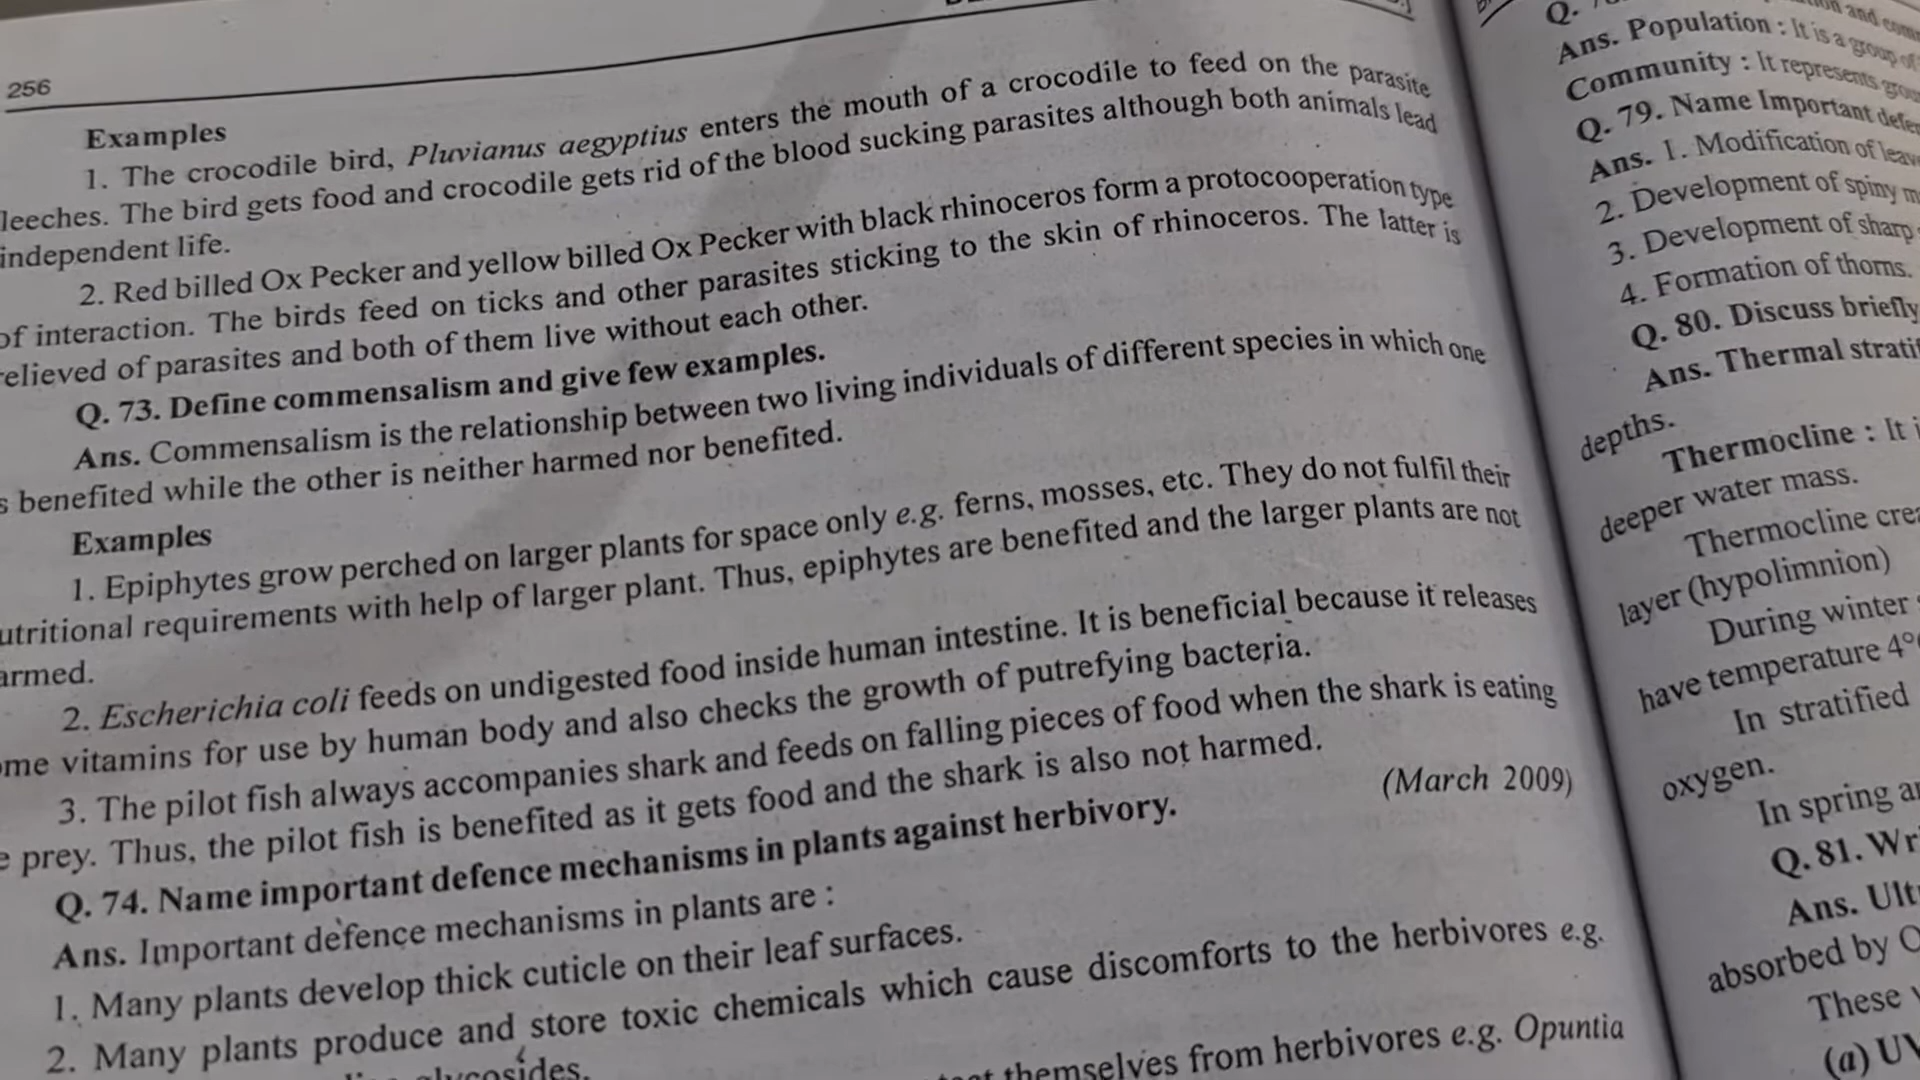 256
Examples
1. The crocodile bird, Pluvianus aegyptius enters the mouth of a crocodile to feed on the parasite
leeches. The bird gets food and crocodile gets rid of the blood sucking parasites although both animals lead
independent life.
2. Red billed Ox Pecker and yellow billed Ox Pecker with black rhinoceros form a protocooperation type
of interaction. The birds feed on ticks and other parasites sticking to the skin of rhinoceros. The latter is
relieved of parasites and both of them live without each other.
Q. 73. Define commensalism and give few examples.
Ans. Commensalism is the relationship between two living individuals of different species in which one
s benefited while the other is neither harmed nor benefited.
Examples
1. Epiphytes grow perched on larger plants for space only e.g. ferns, mosses, etc. They do not fulfil their
utritional requirements with help of larger plant. Thus, epiphytes are benefited and the larger plants are not
armed.
2. Escherichia coli feeds on undigested food inside human intestine. It is beneficial because it releases
ome vitamins for use by human body and also checks the growth of putrefying bacteria.
3. The pilot fish always accompanies shark and feeds on falling pieces of food when the shark is eating
e prey. Thus, the pilot fish is benefited as it gets food and the shark is also not harmed.
Q. 74. Name important defence mechanisms in plants against herbivory.
(March 2009)
Ans. Important defence mechanisms in plants are :
1. Many plants develop thick cuticle on their leaf surfaces.
2. Many plants produce and store toxic chemicals which cause discomforts to the herbivores e.g.
glycosides.
themselves from herbivores e.g. Opuntia
Q.
and
Ans. Population : It is a group of
Community : It represents
Q. 79. Name Important
Ans. 1. Modification of
2. Development of spiny
3. Development of sharp
4. Formation of thorns.
Q. 80. Discuss briefly
Ans. Thermal
depths.
Thermocline : It
deeper water mass.
Thermocline
layer (hypolimnion)
During winter
have temperature 4°
In stratified
oxygen.
In spring
Q. 81.
Ans.
absorbed by
These
(a) UV